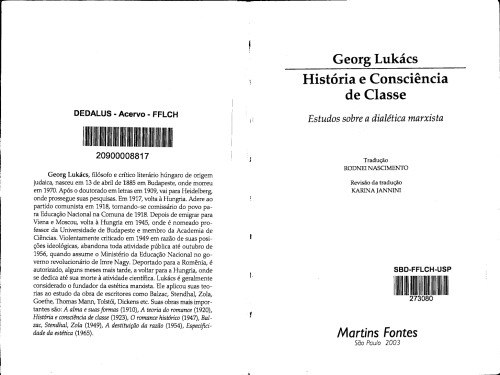 DEDALUS - Acervo - FFLCH
20900008817
Georg Lukács, filósofo e crítico literário húngaro de origem
judaica, nasceu em 13 de abril de 1885 em Budapeste, onde morreu
em 1970. Após o doutorado em letras em 1909, vai para Heidelberg,
onde prossegue suas pesquisas. Em 1917, volta à Hungria. Adere ao
partido comunista em 1918, tornando-se comissário do povo pa-
ra Educação Nacional na Comuna de 1918. Depois de emigrar para
Viena e Moscou, volta à Hungria em 1945, onde é nomeado pro-
fessor da Universidade de Budapeste e membro da Academia de
Ciências. Violentamente criticado em 1949 em razão de suas posi-
ções ideológicas, abandona toda atividade pública até outubro de
1956, quando assume o Ministério da Educação Nacional no go-
verno revolucionário de Imre Nagy. Deportado para a Romênia, é
autorizado, alguns meses mais tarde, a voltar para a Hungria, onde
se dedica até sua morte à atividade científica. Lukács é geralmente
considerado o fundador da estética marxista. Ele aplicou suas teo-
rias ao estudo da obra de escritores como Balzac, Stendhal, Zola,
Goethe, Thomas Mann, Tolstói, Dickens etc. Suas obras mais impor-
tantes são: A alma e suas formas (1910), A teoria do romance (1920),
História e consciência de classe (1923), O romance histórico (1947), Bal-
zac, Stendhal, Zola (1949), A destituição da razão (1954), Especifici-
dade da estética (1965).
Georg Lukács
História e Consciência
de Classe
Estudos sobre a dialética marxista
Tradução
RODNEI NASCIMENTO
Revisão da tradução
KARINA JANNINI
SBD-FFLCH-USP
273080
Martins Fontes
São Paulo 2003